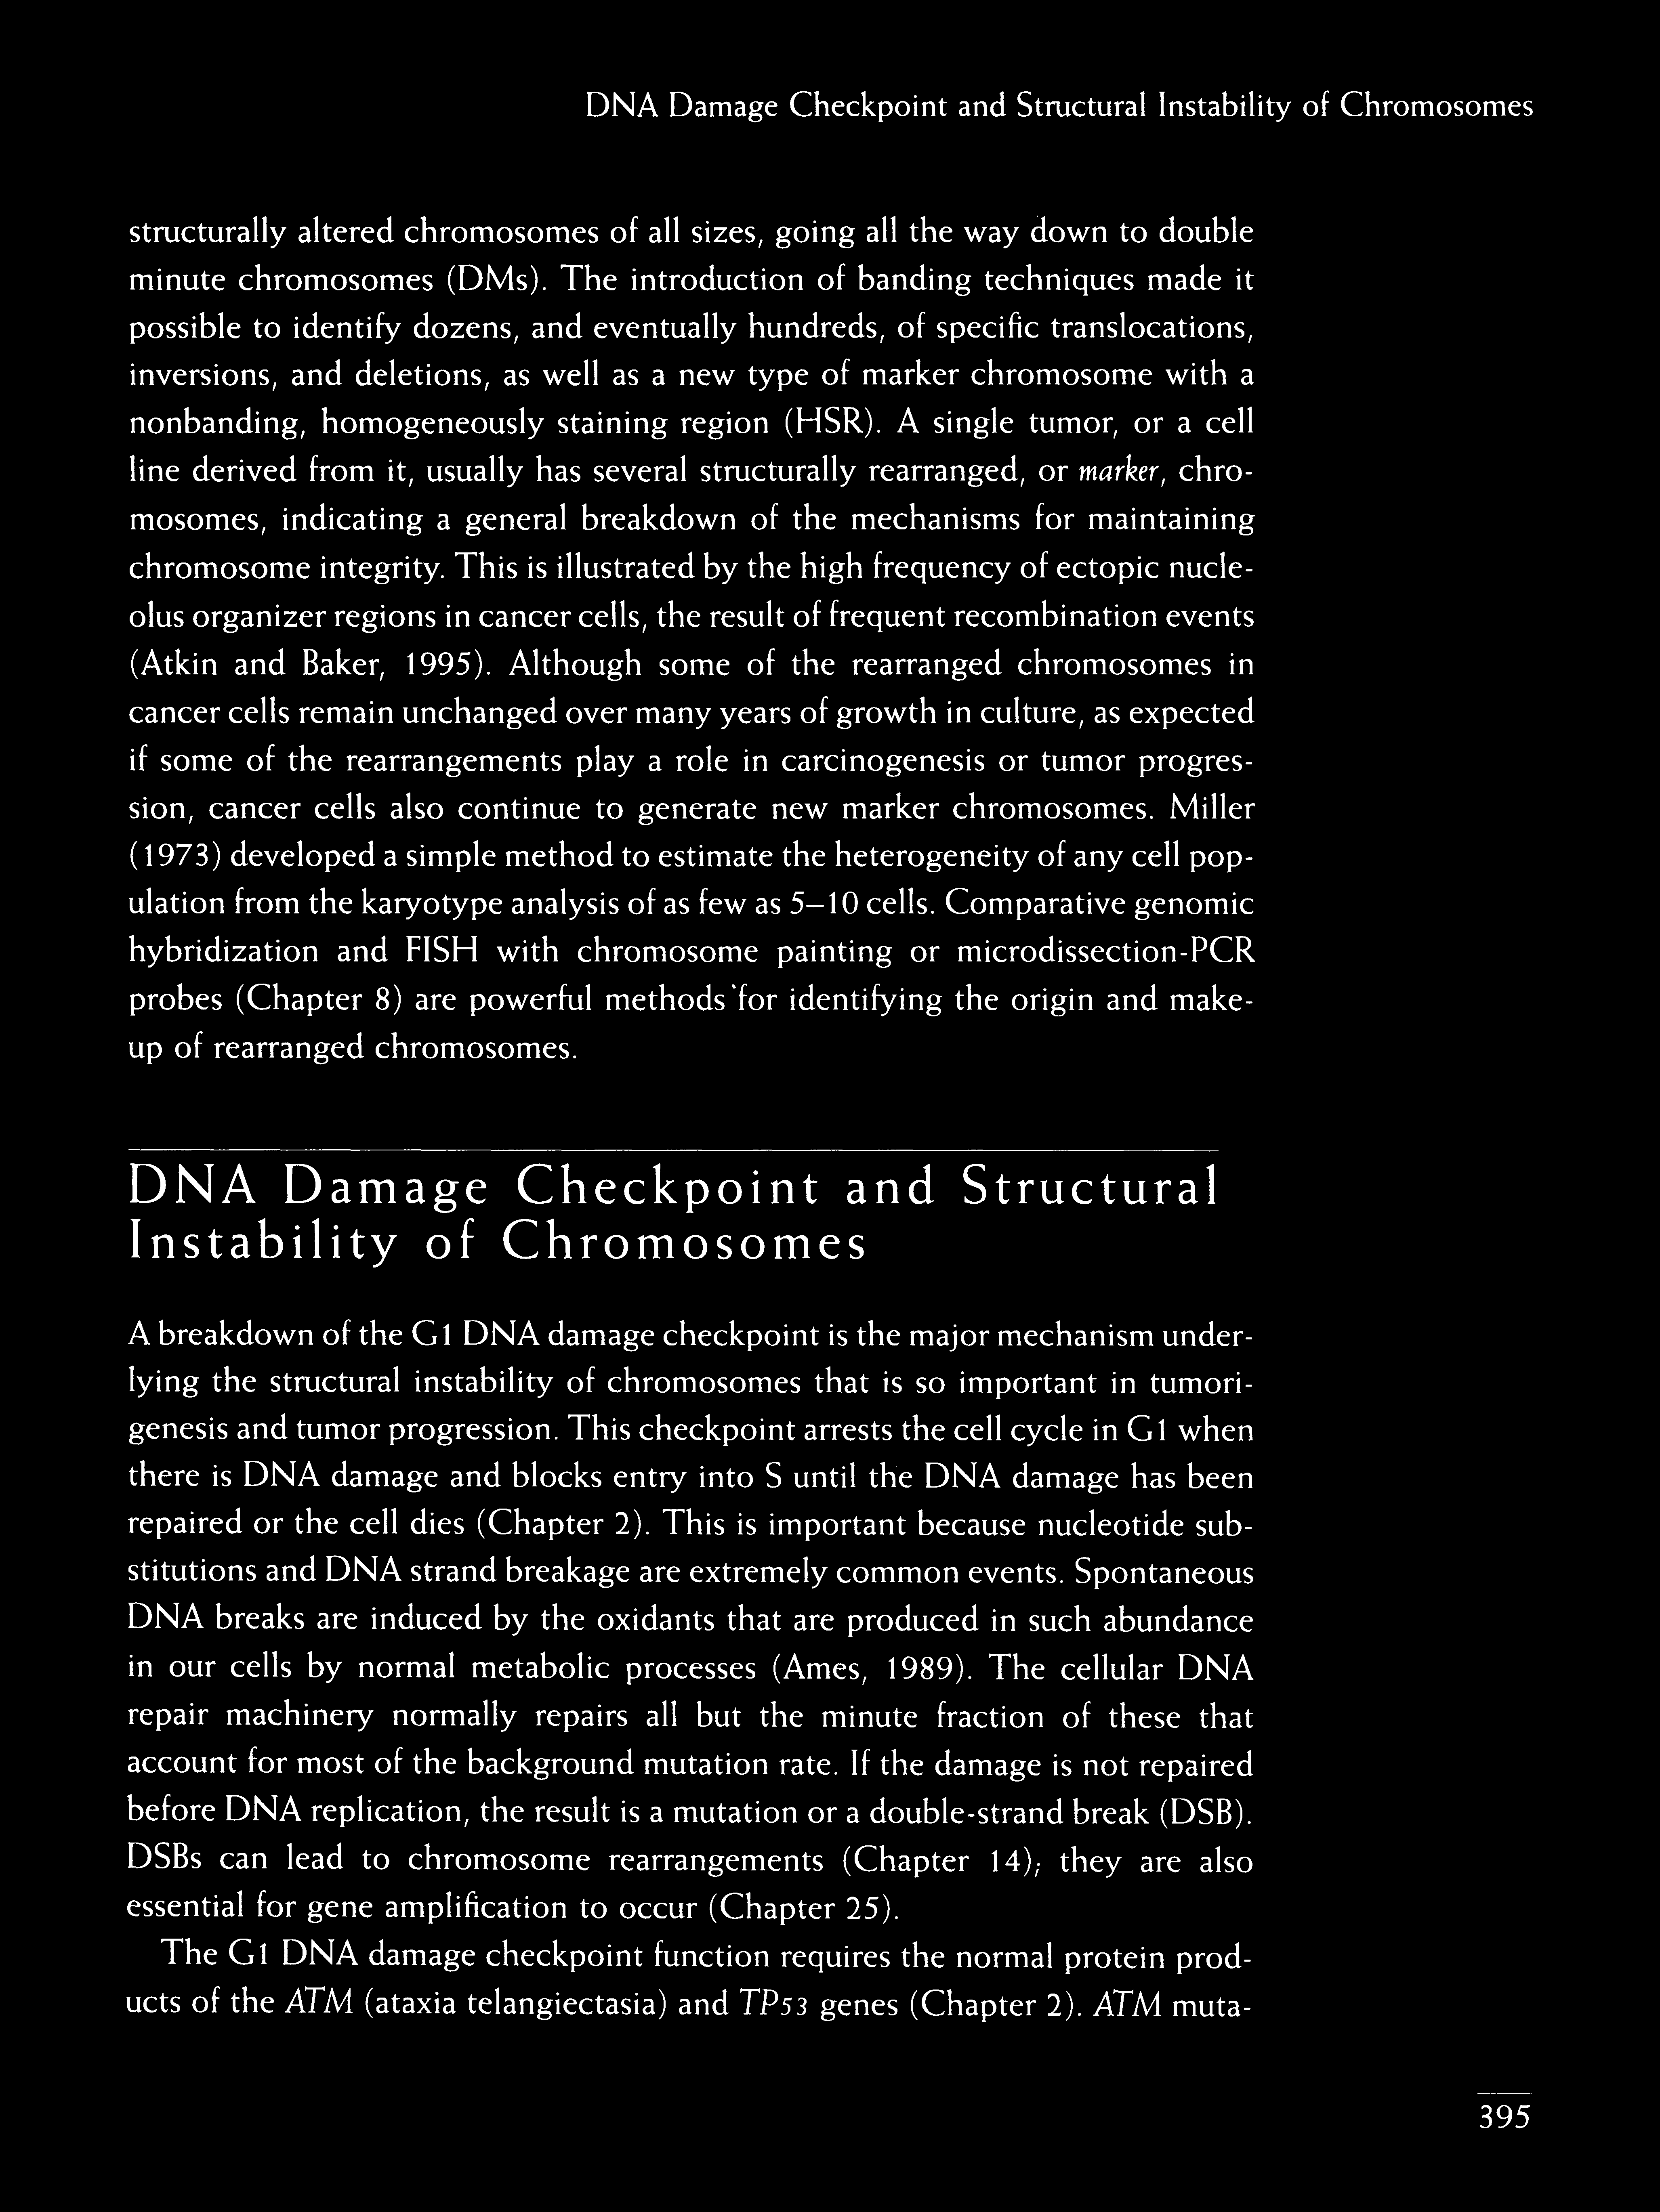 DNA Damage Checkpoint and Structural Instability of Chromosomes
structurally altered chromosomes of all sizes, going all the way down to double
minute chromosomes (DMs). The introduction of banding techniques made it
possible to identify dozens, and eventually hundreds, of specific translocations,
inversions, and deletions, as well as a new type of marker chromosome with a
nonbanding, homogeneously staining region (HSR). A single tumor, or a cell
line derived from it, usually has several structurally rearranged, or marker, chro-
mosomes, indicating a general breakdown of the mechanisms for maintaining
chromosome integrity. This is illustrated by the high frequency of ectopic nucle-
olus organizer regions in cancer cells, the result of frequent recombination events
(Atkin and Baker, 1995). Although some of the rearranged chromosomes in
cancer cells remain unchanged over many years of growth in culture, as expected
if some of the rearrangements play a role in carcinogenesis or tumor progres-
sion, cancer cells also continue to generate new marker chromosomes. Miller
(1973) developed a simple method to estimate the heterogeneity of any cell pop-
ulation from the karyotype analysis of as few as 5–10 cells. Comparative genomic
hybridization and FISH with chromosome painting or microdissection-PCR
probes (Chapter 8) are powerful methods for identifying the origin and make-
up of rearranged chromosomes.
DNA Damage Checkpoint and Structural
Instability of Chromosomes
A breakdown of the G1 DNA damage checkpoint is the major mechanism under-
lying the structural instability of chromosomes that is so important in tumori-
genesis and tumor progression. This checkpoint arrests the cell cycle in G1 when
there is DNA damage and blocks entry into S until the DNA damage has been
repaired or the cell dies (Chapter 2). This is important because nucleotide sub-
stitutions and DNA strand breakage are extremely common events. Spontaneous
DNA breaks are induced by the oxidants that are produced in such abundance
in our cells by normal metabolic processes (Ames, 1989). The cellular DNA
repair machinery normally repairs all but the minute fraction of these that
account for most of the background mutation rate. If the damage is not repaired
before DNA replication, the result is a mutation or a double-strand break (DSB).
DSBs can lead to chromosome rearrangements (Chapter 14); they are also
essential for gene amplification to occur (Chapter 25).
The G1 DNA damage checkpoint function requires the normal protein prod-
ucts of the ATM (ataxia telangiectasia) and TP53 genes (Chapter 2). ATM muta-
395